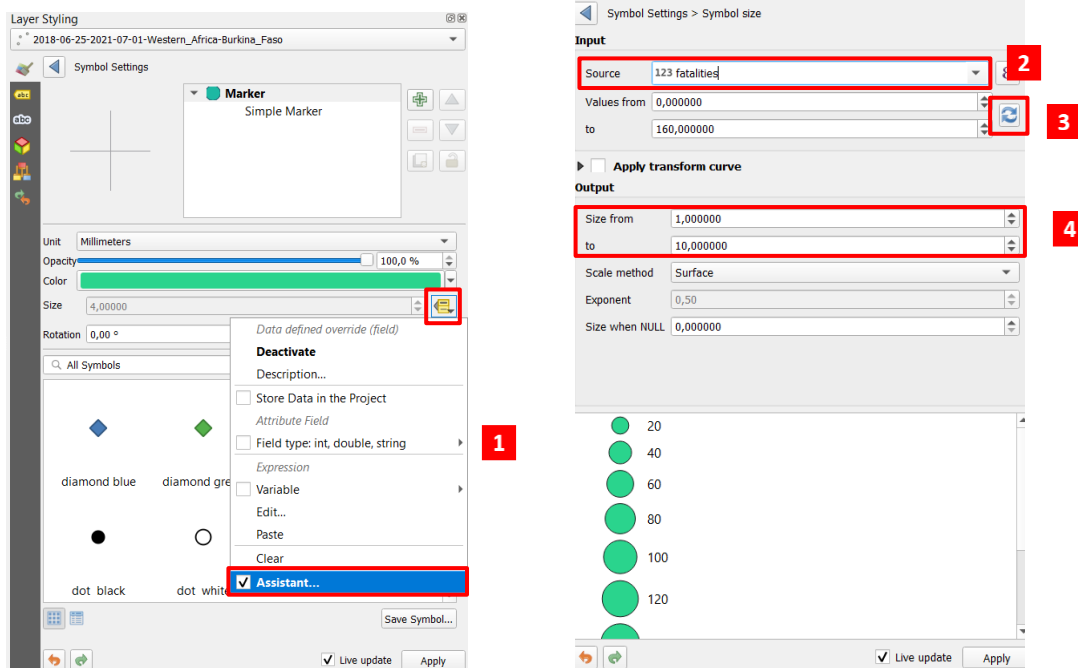 Layer Styling
2018-06-25-2021-07-01-Western_Africa-Burkina_Faso
Symbol Settings
abc
abc
Marker
Simple Marker
Unit Millimeters
Opacity 100,0 %
Color
Size 4,00000
Rotation 0,00 °
All Symbols
diamond blue
diamond gre
dot black
dot white
Data defined override (field)
Deactivate
Description...
Store Data in the Project
Attribute Field
Field type: int, double, string
Expression
Variable
Edit...
Paste
Clear
Assistant...
1
Save Symbol...
Live update
Apply
Symbol Settings > Symbol size
Input
Source 123 fatalities
2
Values from 0,000000
to 160,000000
3
Apply transform curve
Output
Size from 1,000000
to 10,000000
4
Scale method Surface
Exponent 0,50
Size when NULL 0,000000
20
40
60
80
100
120
Live update
Apply